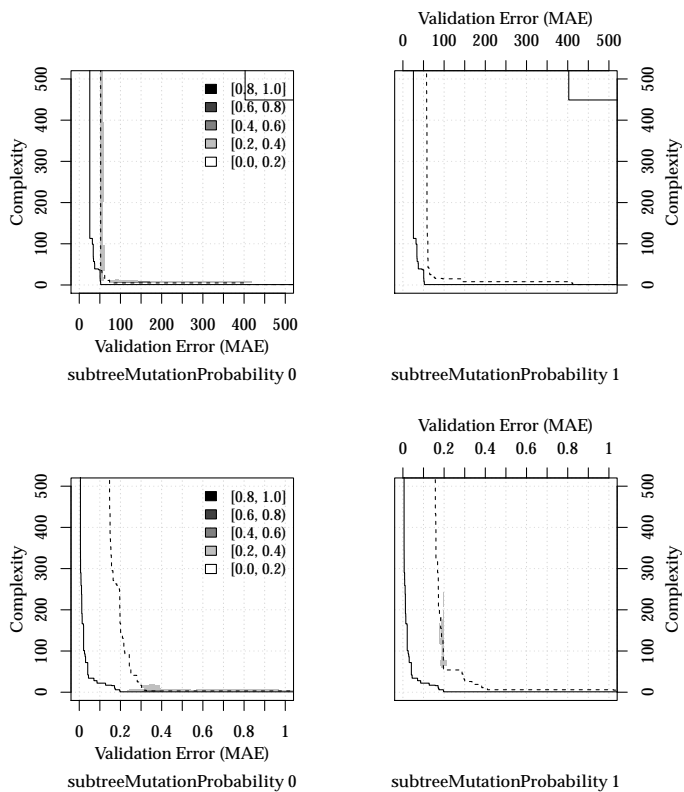 Validation Error (MAE)
0 100 200 300 400 500
Complexity
0 100 200 300 400 500
[0.8, 1.0]
[0.6, 0.8)
[0.4, 0.6)
[0.2, 0.4)
[0.0, 0.2)
0 100 200 300 400 500
Complexity
0 100 200 300 400 500
Validation Error (MAE)
subtreeMutationProbability 0
subtreeMutationProbability 1
Validation Error (MAE)
0 0.2 0.4 0.6 0.8 1
Complexity
0 100 200 300 400 500
[0.8, 1.0]
[0.6, 0.8)
[0.4, 0.6)
[0.2, 0.4)
[0.0, 0.2)
0 100 200 300 400 500
Complexity
0 0.2 0.4 0.6 0.8 1
Validation Error (MAE)
subtreeMutationProbability 0
subtreeMutationProbability 1